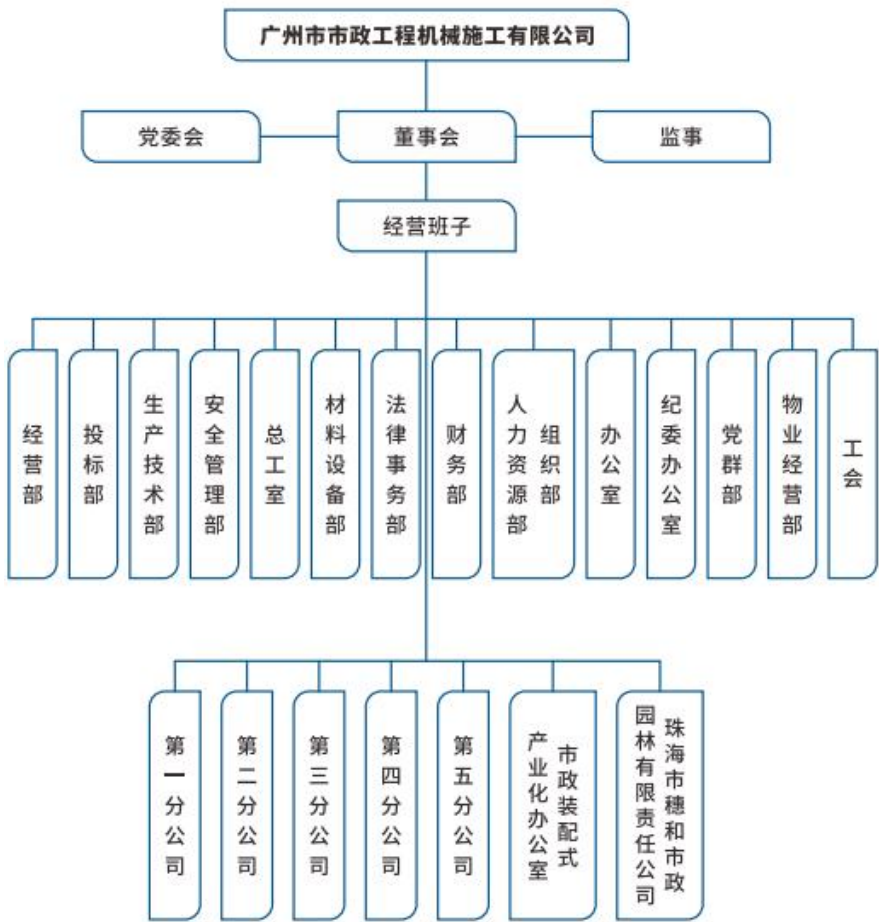 广州市市政工程机械施工有限公司
党委会
董事会
监事
经营班子
经营部
投标部
生产技术部
安全管理部
总工室
材料设备部
法律事务部
财务部
人力资源部
组织部
办公室
纪委办公室
党群部
物业经营部
工会
第一分公司
第二分公司
第三分公司
第四分公司
第五分公司
市政装配式
产业化办公室
珠海市穗和市政
园林有限责任公司